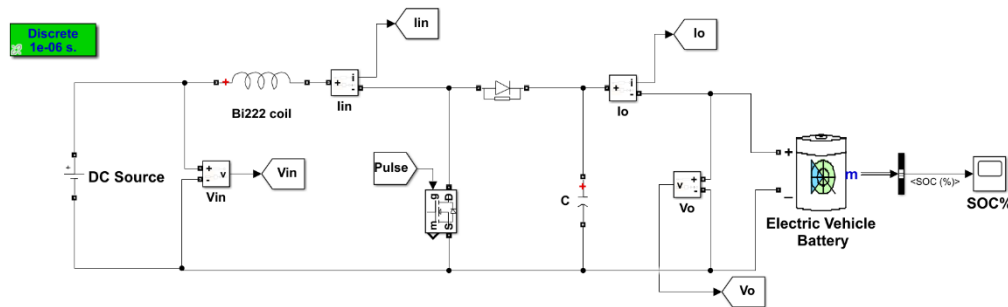 Discrete
1e-06 s.
Iin
Io
+
Bi222 coil
+
i
-
Iin
+
i
-
Io
+
DC Source
+
-
v
Vin
Vin
Pulse
g
D
m
S
+
C
v
+
-
Vo
Vo
+
_
m
Electric Vehicle
Battery
<SOC (%)>
SOC%